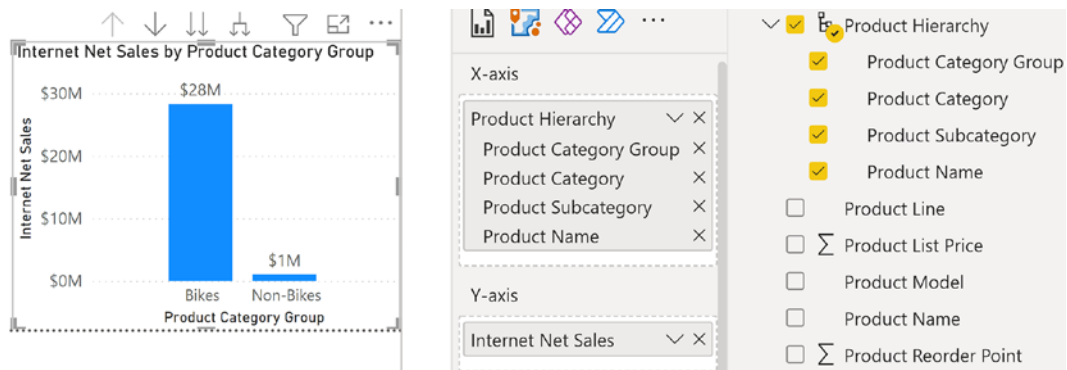 Internet Net Sales by Product Category Group
$30M
$28M
$20M
$10M
$1M
$0M
Internet Net Sales
Bikes
Non-Bikes
Product Category Group
X-axis
Product Hierarchy
Product Category Group
Product Category
Product Subcategory
Product Name
Y-axis
Internet Net Sales
Product Hierarchy
Product Category Group
Product Category
Product Subcategory
Product Name
Product Line
Product List Price
Product Model
Product Name
Product Reorder Point